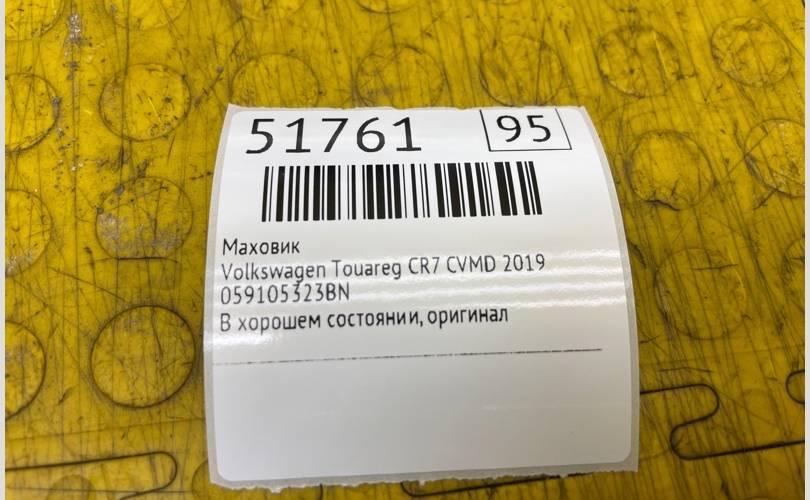 51761 95
Маховик
Volkswagen Touareg CR7 CVMD 2019
059105323BN
В хорошем состоянии, оригинал